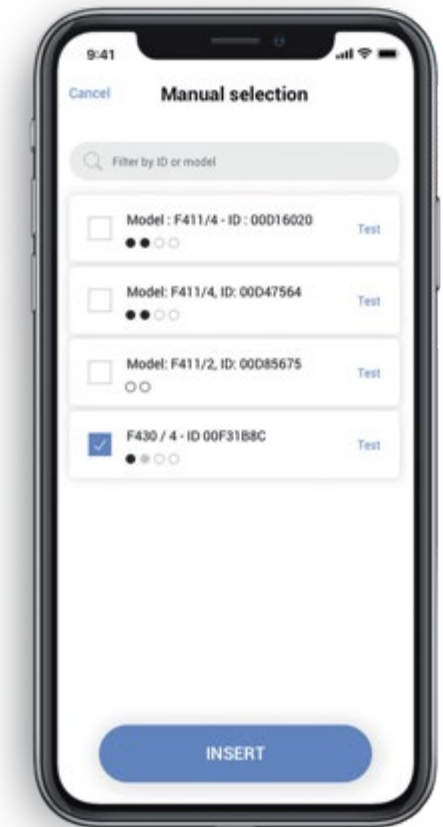 9:41
Cancel Manual selection
Filter by ID or model
Model : F411/4 - ID : 00D16020
Test
Model: F411/4, ID: 00D47564
Test
Model: F411/2, ID: 00D85675
Test
F430 / 4 - ID 00F31B8C
Test
INSERT